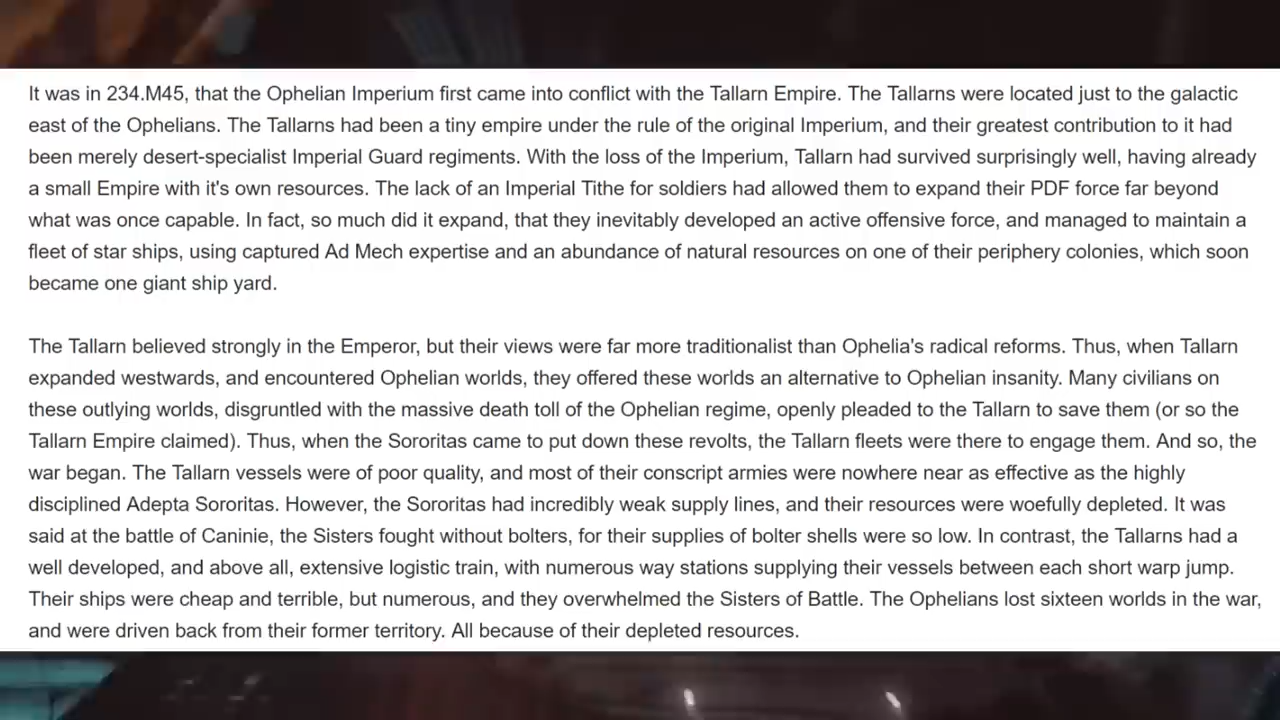 It was in 234.M45, that the Ophelian Imperium first came into conflict with the Tallarn Empire. The Tallarns were located just to the galactic
east of the Ophelians. The Tallarns had been a tiny empire under the rule of the original Imperium, and their greatest contribution to it had
been merely desert-specialist Imperial Guard regiments. With the loss of the Imperium, Tallarn had survived surprisingly well, having already
a small Empire with it's own resources. The lack of an Imperial Tithe for soldiers had allowed them to expand their PDF force far beyond
what was once capable. In fact, so much did it expand, that they inevitably developed an active offensive force, and managed to maintain a
fleet of star ships, using captured Ad Mech expertise and an abundance of natural resources on one of their periphery colonies, which soon
became one giant ship yard.
The Tallarn believed strongly in the Emperor, but their views were far more traditionalist than Ophelia's radical reforms. Thus, when Tallarn
expanded westwards, and encountered Ophelian worlds, they offered these worlds an alternative to Ophelian insanity. Many civilians on
these outlying worlds, disgruntled with the massive death toll of the Ophelian regime, openly pleaded to the Tallarn to save them (or so the
Tallarn Empire claimed). Thus, when the Sororitas came to put down these revolts, the Tallarn fleets were there to engage them. And so, the
war began. The Tallarn vessels were of poor quality, and most of their conscript armies were nowhere near as effective as the highly
disciplined Adepta Sororitas. However, the Sororitas had incredibly weak supply lines, and their resources were woefully depleted. It was
said at the battle of Caninie, the Sisters fought without bolters, for their supplies of bolter shells were so low. In contrast, the Tallarns had a
well developed, and above all, extensive logistic train, with numerous way stations supplying their vessels between each short warp jump.
Their ships were cheap and terrible, but numerous, and they overwhelmed the Sisters of Battle. The Ophelians lost sixteen worlds in the war,
and were driven back from their former territory. All because of their depleted resources.